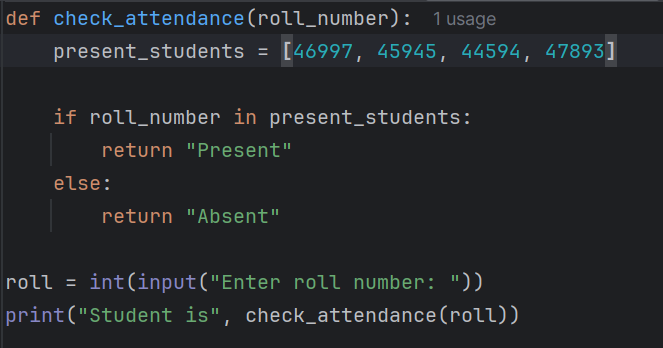 def check_attendance(roll_number):  1 usage
    present_students = [46997, 45945, 44594, 47893]
    if roll_number in present_students:
        return "Present"
    else:
        return "Absent"
roll = int(input("Enter roll number: "))
print("Student is", check_attendance(roll))